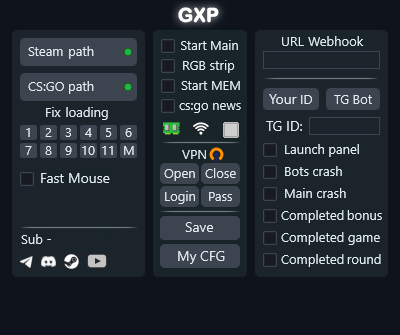 GXP
Steam path
CS:GO path
Fix loading
1 2 3 4 5 6
7 8 9 10 11 M
Fast Mouse
Sub -
Start Main
RGB strip
Start MEM
cs:go news
VPN
Open Close
Login Pass
Save
My CFG
URL Webhook
Your ID TG Bot
TG ID:
Launch panel
Bots crash
Main crash
Completed bonus
Completed game
Completed round